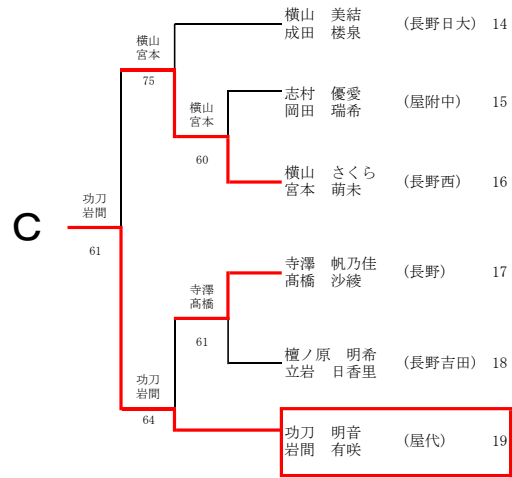 横山　美結
成田　楼泉
(長野日大)　14
横山
宮本
75
志村　優愛
岡田　瑞希
(屋附中)　15
横山
宮本
60
横山　さくら
宮本　萌未
(長野西)　16
功刀
岩間
C
61
寺澤　帆乃佳
髙橋　沙綾
(長野)　17
寺澤
髙橋
61
檀ノ原　明希
立岩　日香里
(長野吉田)　18
功刀
岩間
64
功刀　明音
岩間　有咲
(屋代)　19